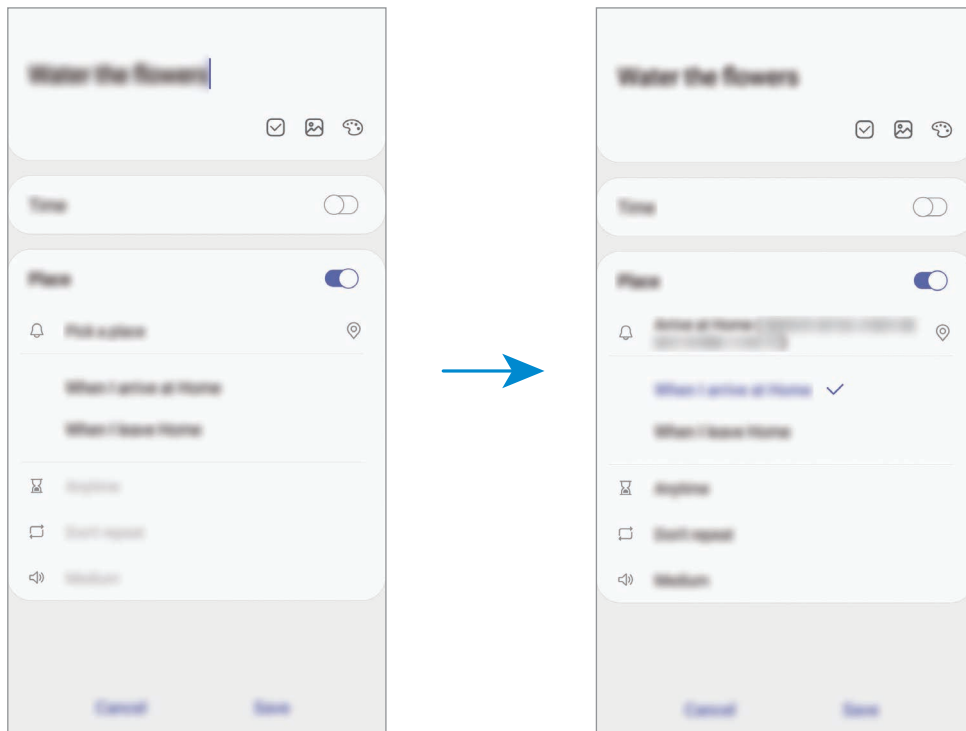 Water the flowers
Time
Place
Pick a place
When I arrive at Home
When I leave Home
Anytime
Don't repeat
Medium
Cancel Save
Water the flowers
Time
Place
Arrive at Home
When I arrive at Home
When I leave Home
Anytime
Don't repeat
Medium
Cancel Save